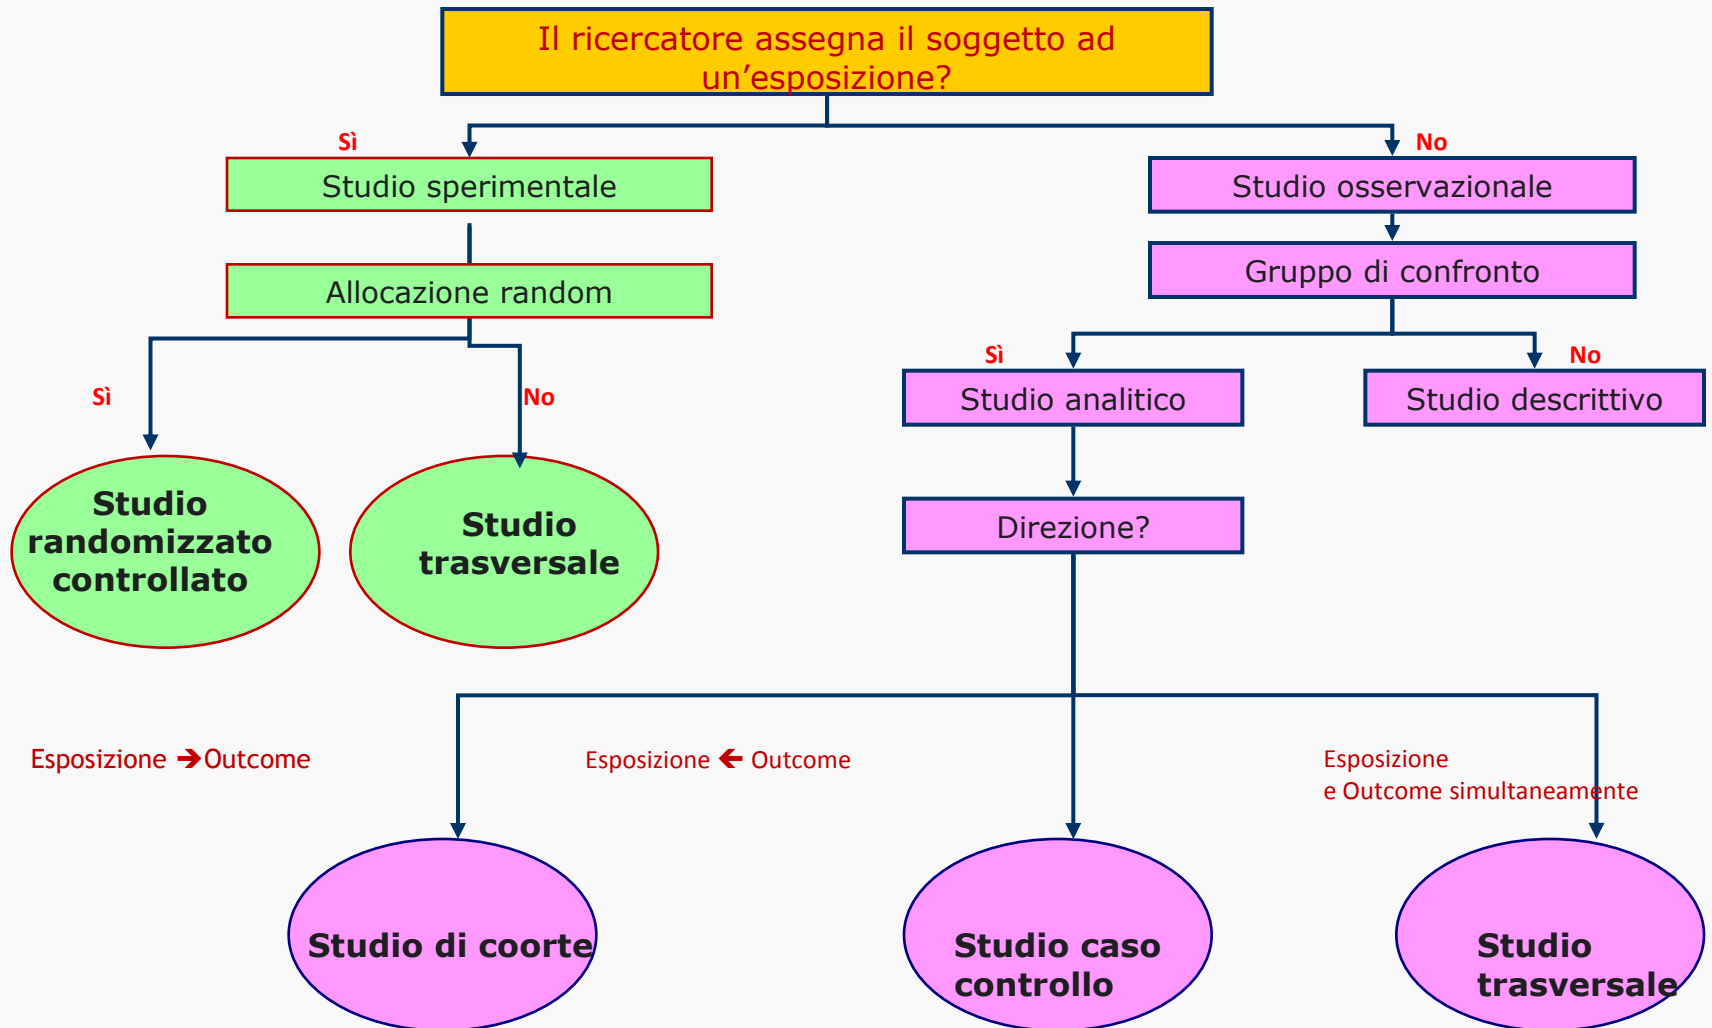 Il ricercatore assegna il soggetto ad
un’esposizione?
Sì
No
Studio sperimentale
Studio osservazionale
Gruppo di confronto
Allocazione random
Sì
No
Sì
No
Studio analitico
Studio descrittivo
Studio
randomizzato
controllato
Studio
trasversale
Direzione?
Esposizione ➔Outcome
Esposizione 🡰 Outcome
Esposizione
e Outcome simultaneamente
Studio di coorte
Studio caso
controllo
Studio
trasversale